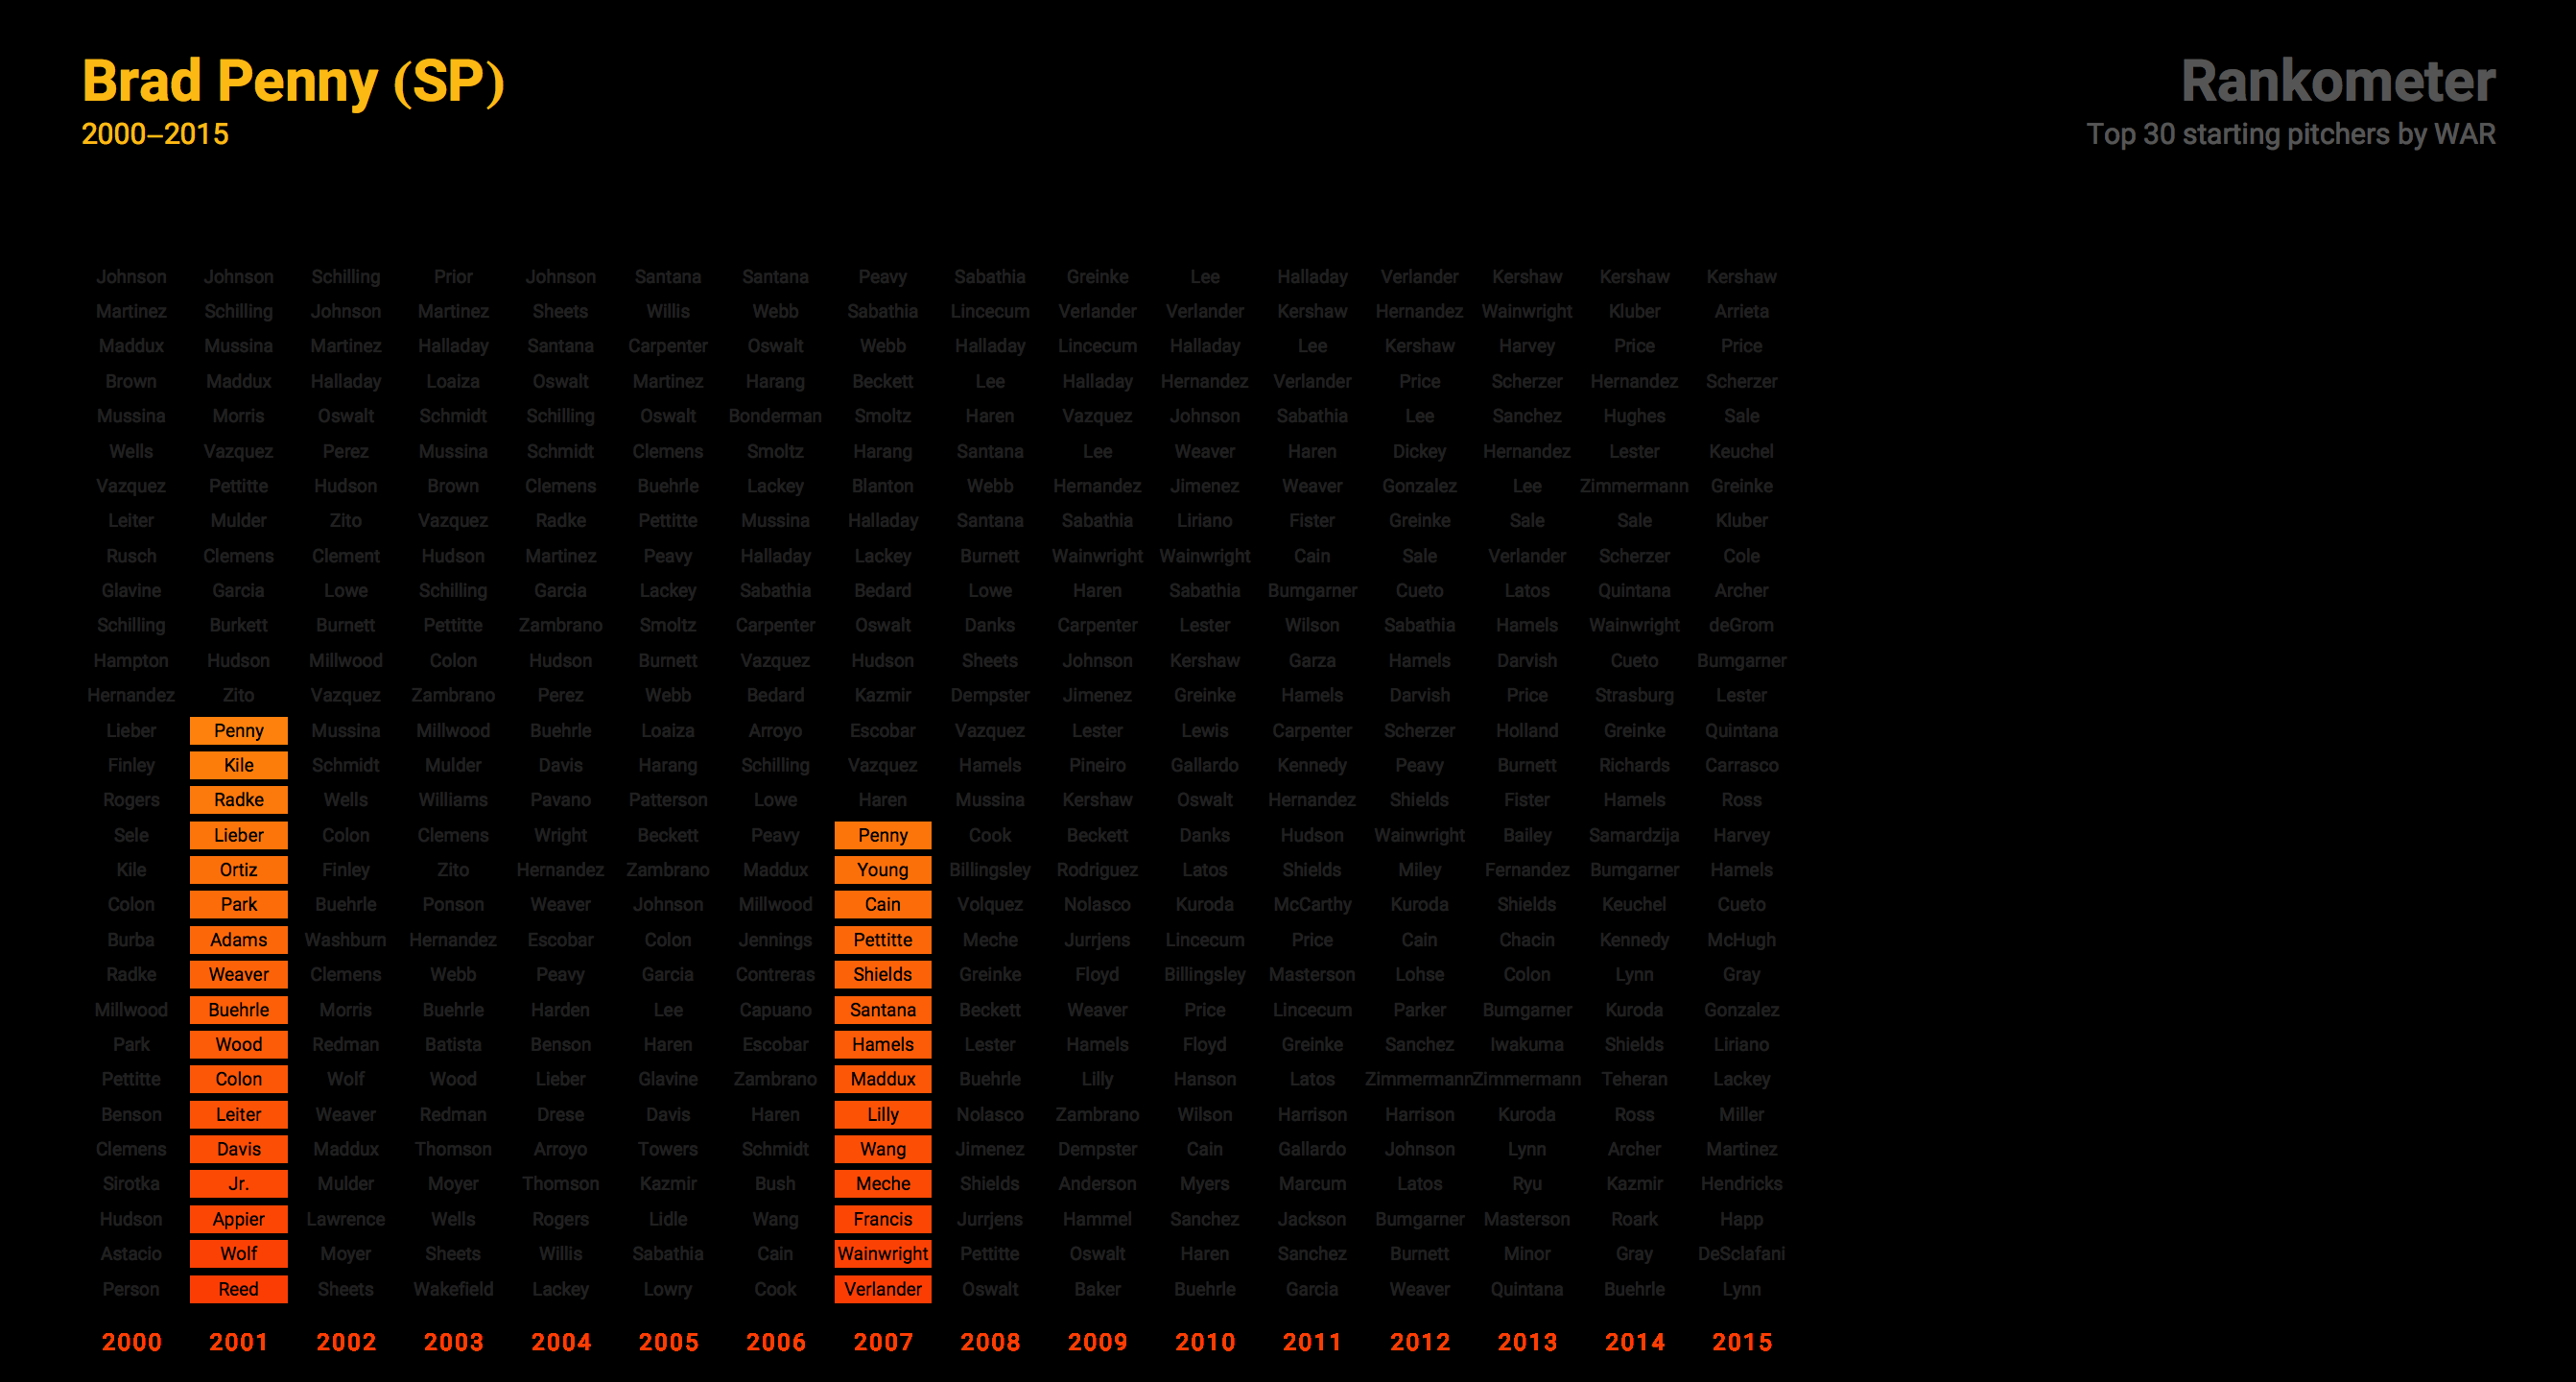 Brad Penny (SP)
2000–2015
Rankometer
Top 30 starting pitchers by WAR
Johnson Johnson Schilling Prior Johnson Santana Santana Peavy Sabathia Greinke Lee Halladay Verlander Kershaw Kershaw Kershaw
Martinez Schilling Johnson Martinez Sheets Willis Webb Sabathia Lincecum Verlander Verlander Kershaw Hernandez Wainwright Kluber Arrieta
Maddux Mussina Martinez Halladay Santana Carpenter Oswalt Webb Halladay Lincecum Halladay Lee Kershaw Harvey Price Price
Brown Maddux Halladay Loaiza Oswalt Martinez Harang Beckett Lee Halladay Hernandez Verlander Price Scherzer Hernandez Scherzer
Mussina Morris Oswalt Schmidt Schilling Oswalt Bonderman Smoltz Haren Vazquez Johnson Sabathia Lee Sanchez Hughes Sale
Wells Vazquez Perez Mussina Schmidt Clemens Smoltz Harang Santana Lee Weaver Haren Dickey Hernandez Lester Keuchel
Vazquez Pettitte Hudson Brown Clemens Buehrle Lackey Blanton Webb Hernandez Jimenez Weaver Gonzalez Lee Zimmermann Greinke
Leiter Mulder Zito Vazquez Radke Pettitte Mussina Halladay Santana Sabathia Liriano Fister Greinke Sale Sale Kluber
Rusch Clemens Clement Hudson Martinez Peavy Halladay Lackey Burnett Wainwright Wainwright Cain Sale Verlander Scherzer Cole
Glavine Garcia Lowe Schilling Garcia Lackey Sabathia Bedard Lowe Haren Sabathia Bumgarner Cueto Latos Quintana Archer
Schilling Burkett Burnett Pettitte Zambrano Smoltz Carpenter Oswalt Danks Carpenter Lester Wilson Sabathia Hamels Wainwright deGrom
Hampton Hudson Millwood Colon Hudson Burnett Vazquez Hudson Sheets Johnson Kershaw Garza Hamels Darvish Cueto Bumgarner
Hernandez Zito Vazquez Zambrano Perez Webb Bedard Kazmir Dempster Jimenez Greinke Hamels Darvish Price Strasburg Lester
Lieber Penny Mussina Millwood Buehrle Loaiza Arroyo Escobar Vazquez Lester Lewis Carpenter Scherzer Holland Greinke Quintana
Finley Kile Schmidt Mulder Davis Harang Schilling Vazquez Hamels Pineiro Gallardo Kennedy Peavy Burnett Richards Carrasco
Rogers Radke Wells Williams Pavano Patterson Lowe Haren Mussina Kershaw Oswalt Hernandez Shields Fister Hamels Ross
Sele Lieber Colon Clemens Wright Beckett Peavy Penny Cook Beckett Danks Hudson Wainwright Bailey Samardzija Harvey
Kile Ortiz Finley Zito Hernandez Zambrano Maddux Young Billingsley Rodriguez Latos Shields Miley Fernandez Bumgarner Hamels
Colon Park Buehrle Ponson Weaver Johnson Millwood Cain Volquez Nolasco Kuroda McCarthy Kuroda Shields Keuchel Cueto
Burba Adams Washburn Hernandez Escobar Colon Jennings Pettitte Meche Jurrjens Lincecum Price Cain Chacin Kennedy McHugh
Radke Weaver Clemens Webb Peavy Garcia Contreras Shields Greinke Floyd Billingsley Masterson Lohse Colon Lynn Gray
Millwood Buehrle Morris Buehrle Harden Lee Capuano Santana Beckett Weaver Price Lincecum Parker Bumgarner Kuroda Gonzalez
Park Wood Redman Batista Benson Haren Escobar Hamels Lester Hamels Floyd Greinke Sanchez Iwakuma Shields Liriano
Pettitte Colon Wolf Wood Lieber Glavine Zambrano Maddux Buehrle Lilly Hanson Latos Zimmermann Zimmermann Teheran Lackey
Benson Leiter Weaver Redman Drese Davis Haren Lilly Nolasco Zambrano Wilson Harrison Harrison Kuroda Ross Miller
Clemens Davis Maddux Thomson Arroyo Towers Schmidt Wang Jimenez Dempster Cain Gallardo Johnson Lynn Archer Martinez
Sirotka Jr. Mulder Moyer Thomson Kazmir Bush Meche Shields Anderson Myers Marcum Latos Ryu Kazmir Hendricks
Hudson Appier Lawrence Wells Rogers Lidle Wang Francis Jurrjens Hammel Sanchez Jackson Bumgarner Masterson Roark Happ
Astacio Wolf Moyer Sheets Willis Sabathia Cain Wainwright Pettitte Oswalt Haren Sanchez Burnett Minor Gray DeSclafani
Person Reed Sheets Wakefield Lackey Lowry Cook Verlander Oswalt Baker Buehrle Garcia Weaver Quintana Buehrle Lynn
2000 2001 2002 2003 2004 2005 2006 2007 2008 2009 2010 2011 2012 2013 2014 2015